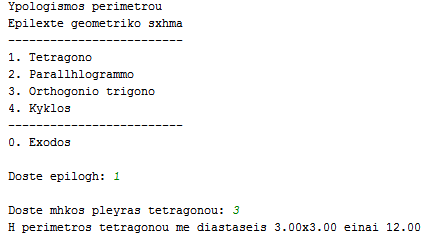 Ypologismos perimetrou
Epilexte geometriko sxhma
-------------------------
1. Tetragono
2. Parallhlogrammo
3. Orthogonio trigono
4. Kyklos
-------------------------
0. Exodos
Doste epilogh: 1
Doste mhkos pleyras tetragonou: 3
H perimetros tetragonou me diastaseis 3.00x3.00 einai 12.00